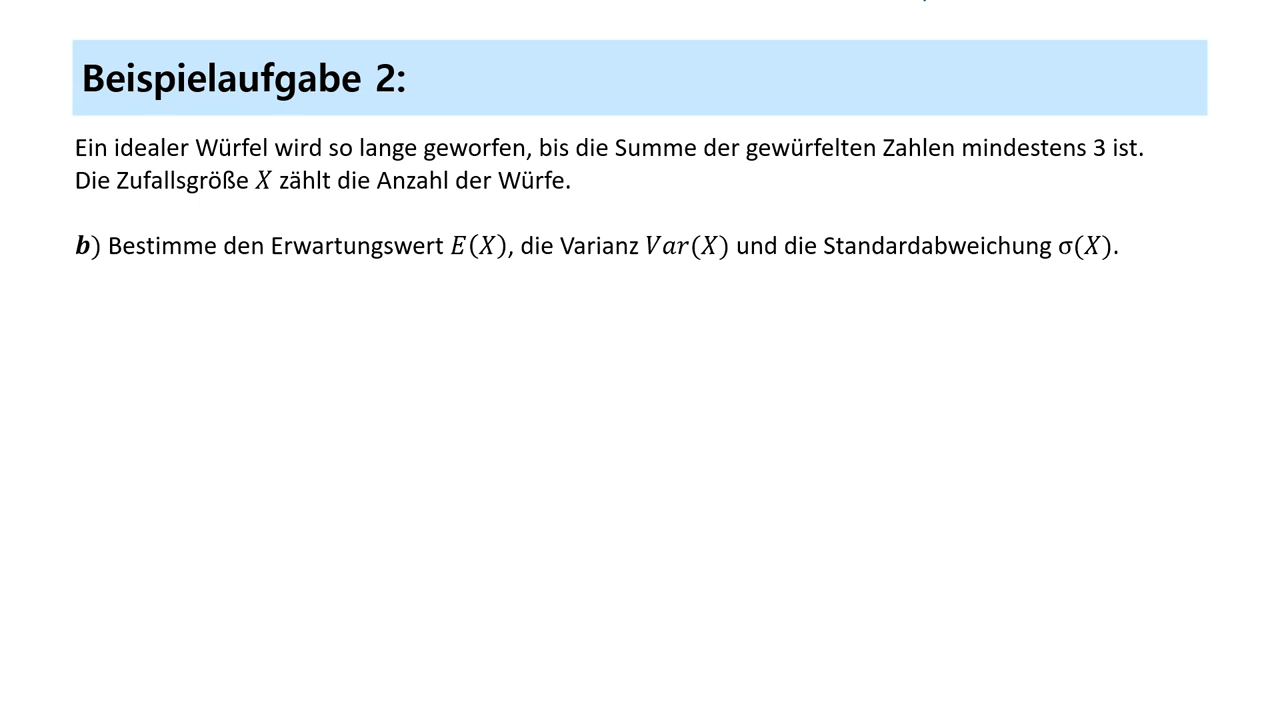 Beispielaufgabe 2:
Ein idealer Würfel wird so lange geworfen, bis die Summe der gewürfelten Zahlen mindestens 3 ist.
Die Zufallsgröße X zählt die Anzahl der Würfe.
b) Bestimme den Erwartungswert E(X), die Varianz Var(X) und die Standardabweichung σ(X).